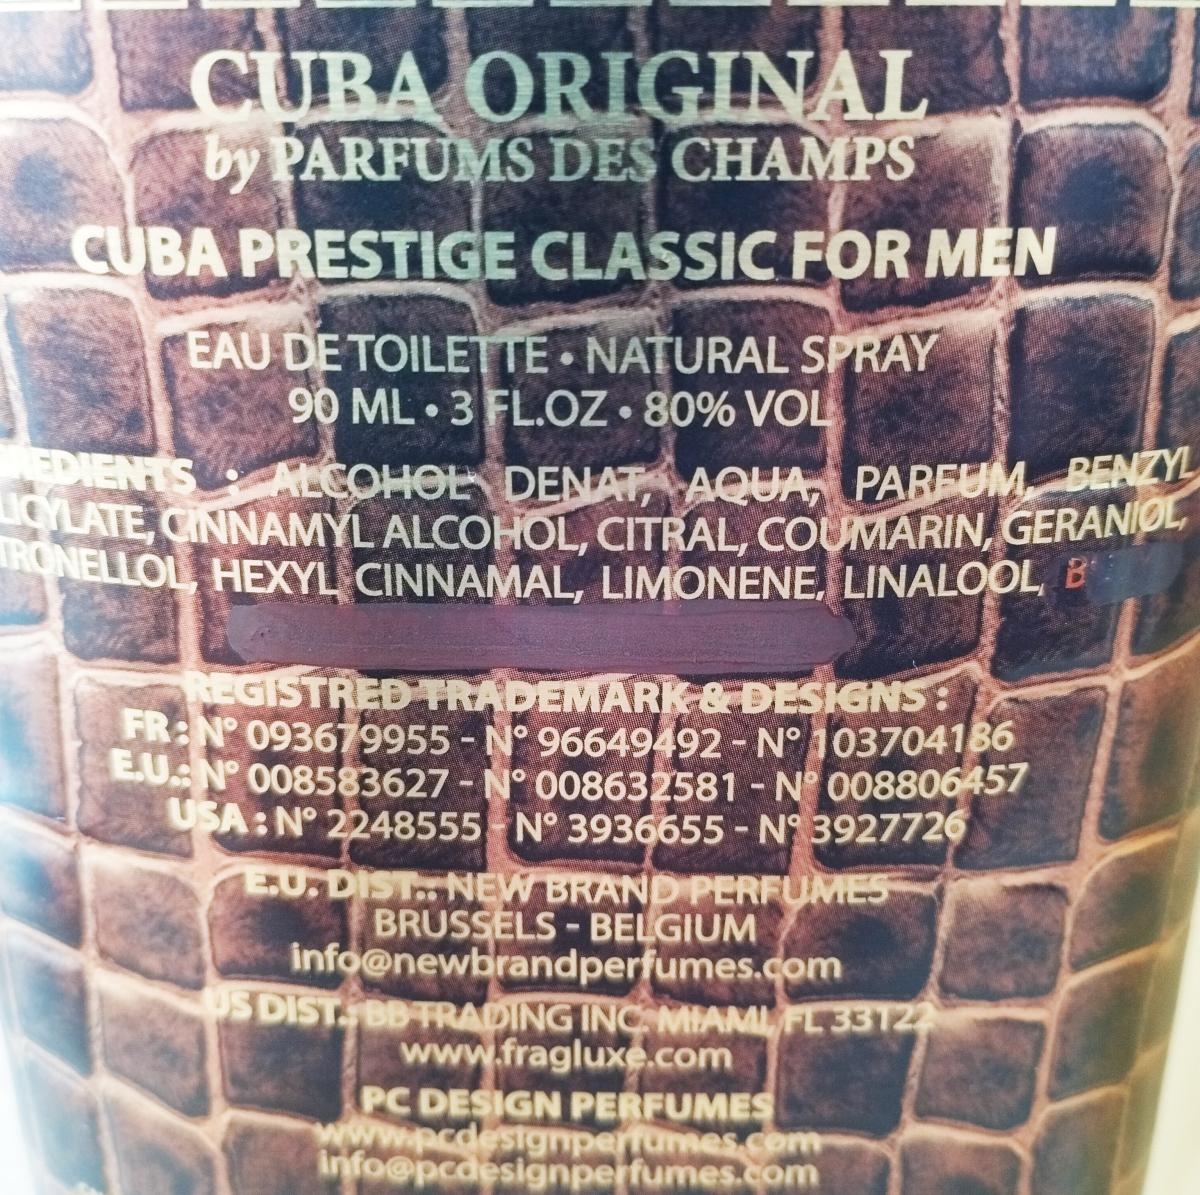 CUBA ORIGINAL
by PARFUMS DES CHAMPS
CUBA PRESTIGE CLASSIC FOR MEN
EAU DE TOILETTE • NATURAL SPRAY
90 ML • 3 FL.OZ • 80% VOL
REDIENTS : ALCOHOL DENAT, AQUA, PARFUM, BENZYL
LICYLATE, CINNAMYL ALCOHOL, CITRAL, COUMARIN, GERANIOL,
TRONELLOL, HEXYL CINNAMAL, LIMONENE, LINALOOL, B
REGISTRED TRADEMARK & DESIGNS :
FR : N° 093679955 - N° 96649492 - N° 103704186
E.U.: N° 008583627 - N° 008632581 - N° 008806457
USA : N° 2248555 - N° 3936655 - N° 3927726
E.U. DIST.: NEW BRAND PERFUMES
BRUSSELS - BELGIUM
info@newbrandperfumes.com
US DIST.: BB TRADING INC. MIAMI, FL 33122
www.fragluxe.com
PC DESIGN PERFUMES
www.pcdesignperfumes.com
info@pcdesignperfumes.com